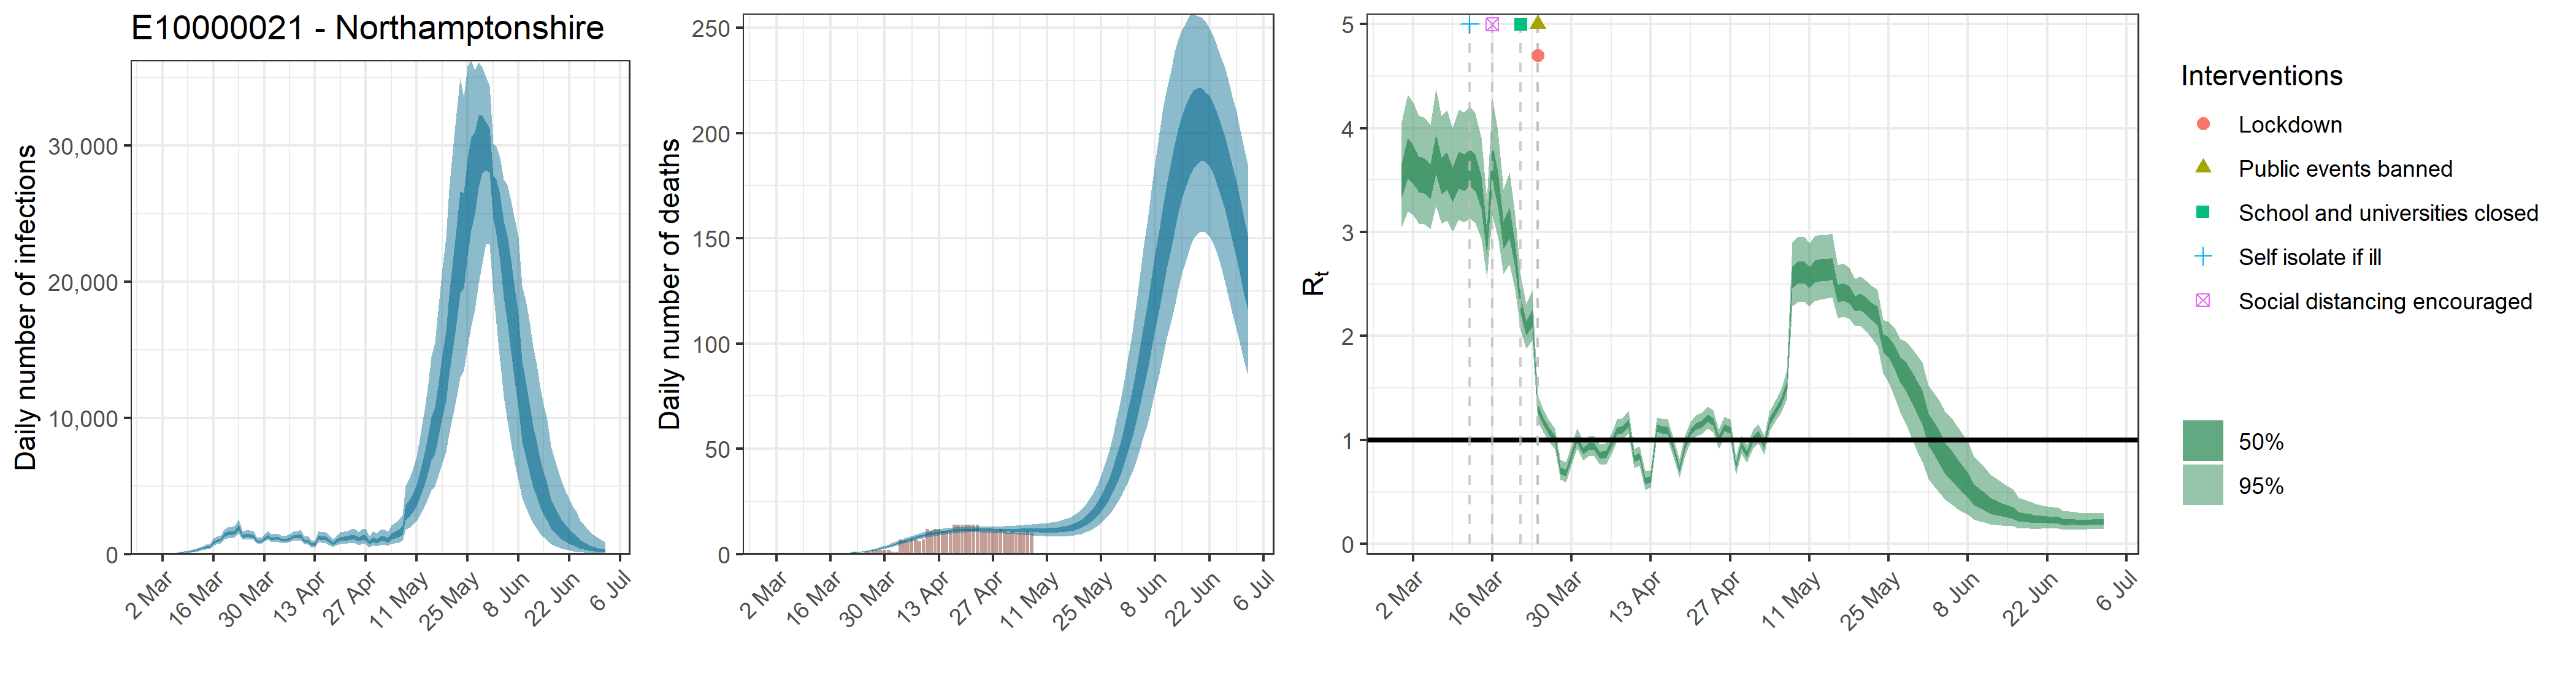 E10000021 - Northamptonshire
Daily number of infections
30,000
20,000
10,000
0
2 Mar
16 Mar
30 Mar
13 Apr
27 Apr
11 May
25 May
8 Jun
22 Jun
6 Jul
Daily number of deaths
250
200
150
100
50
0
2 Mar
16 Mar
30 Mar
13 Apr
27 Apr
11 May
25 May
8 Jun
22 Jun
6 Jul
Rt
5
4
3
2
1
0
2 Mar
16 Mar
30 Mar
13 Apr
27 Apr
11 May
25 May
8 Jun
22 Jun
6 Jul
Interventions
Lockdown
Public events banned
School and universities closed
Self isolate if ill
Social distancing encouraged
50%
95%